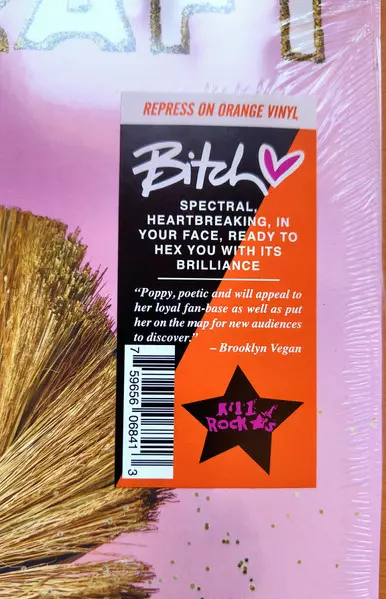 RAFT
REPRESS ON ORANGE VINYL
Bitch
SPECTRAL,
HEARTBREAKING, IN
YOUR FACE, READY TO
HEX YOU WITH ITS
BRILLIANCE
“Poppy, poetic and will appeal to
her loyal fan-base as well as put
her on the map for new audiences
to discover.”
– Brooklyn Vegan
7 59656 06841 3
Kill
Rock